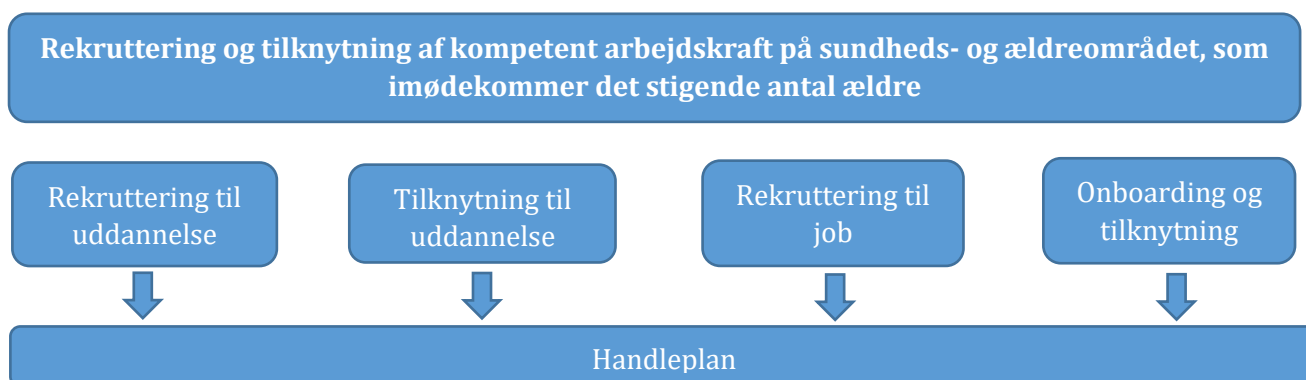 Rekruttering og tilknytning af kompetent arbejdskraft på sundheds- og ældreområdet, som
imødekommer det stigende antal ældre
Rekruttering til
uddannelse
Tilknytning til
uddannelse
Rekruttering til
job
Onboarding og
tilknytning
Handleplan